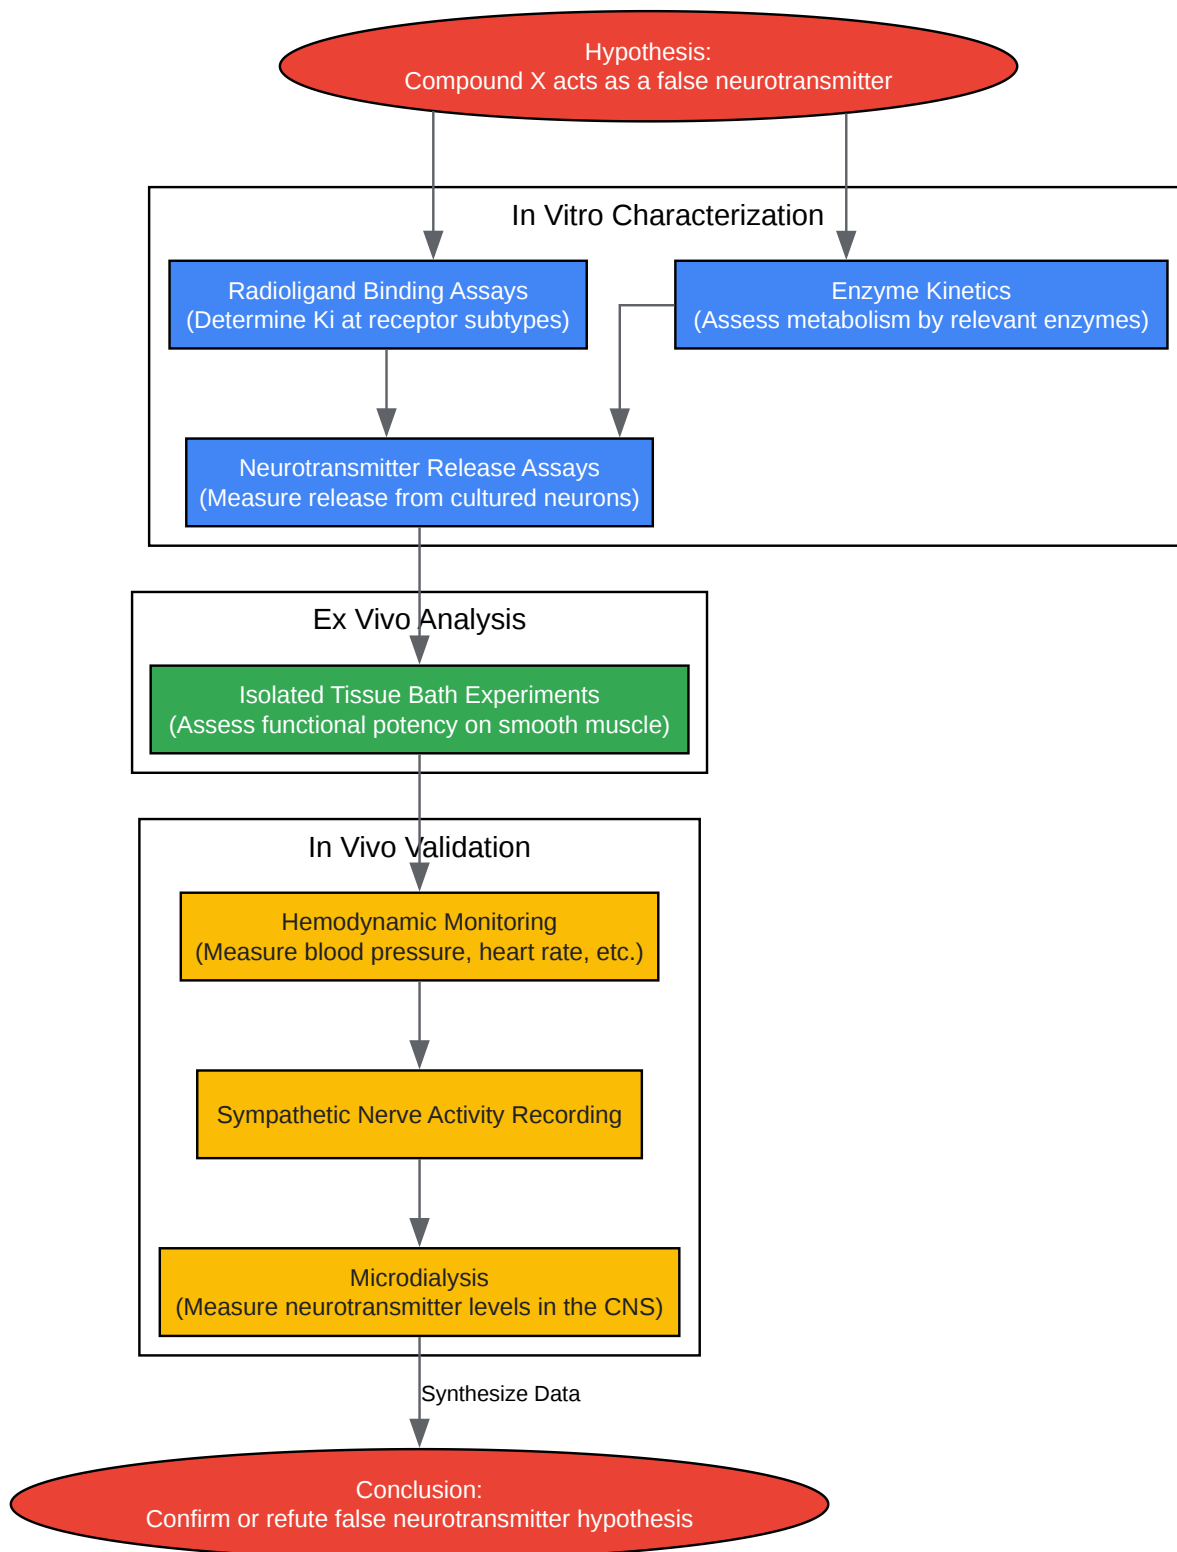 Hypothesis:
Compound X acts as a false neurotransmitter
In Vitro Characterization
Radioligand Binding Assays
(Determine Ki at receptor subtypes)
Enzyme Kinetics
(Assess metabolism by relevant enzymes)
Neurotransmitter Release Assays
(Measure release from cultured neurons)
Ex Vivo Analysis
Isolated Tissue Bath Experiments
(Assess functional potency on smooth muscle)
In Vivo Validation
Hemodynamic Monitoring
(Measure blood pressure, heart rate, etc.)
Sympathetic Nerve Activity Recording
Microdialysis
(Measure neurotransmitter levels in the CNS)
Synthesize Data
Conclusion:
Confirm or refute false neurotransmitter hypothesis